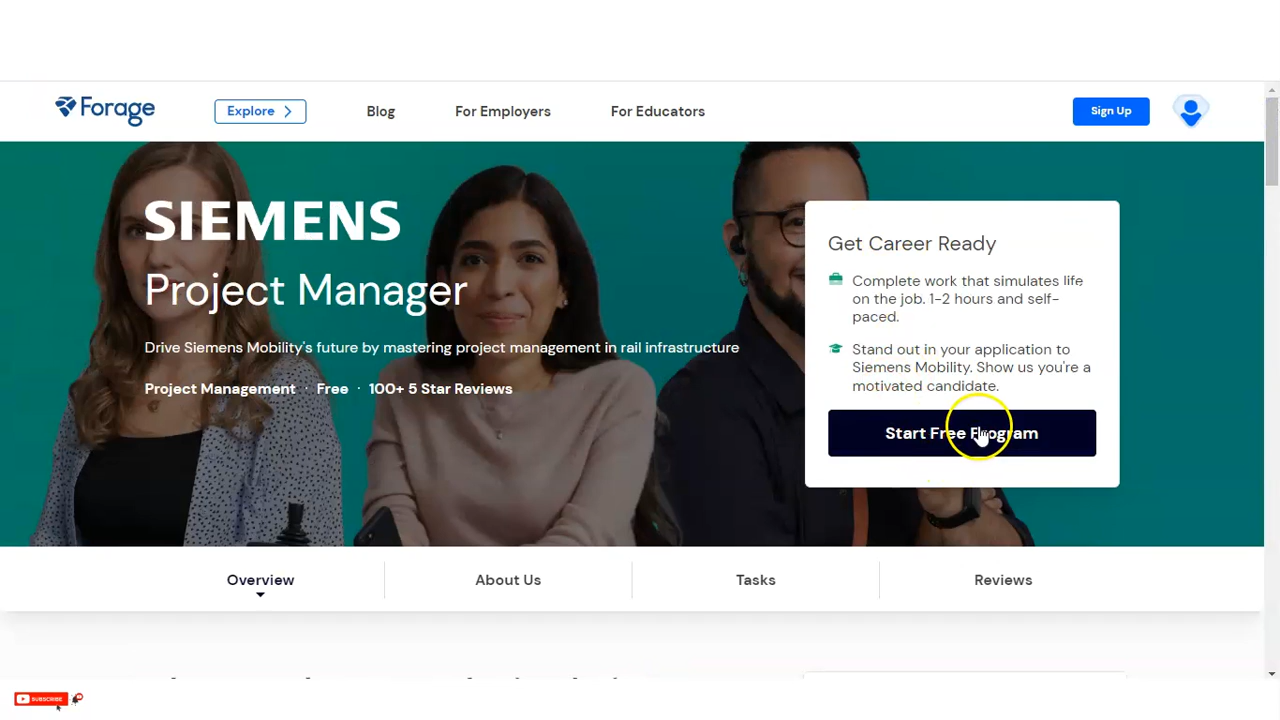 Forage
Explore
Blog
For Employers
For Educators
Sign Up
SIEMENS
Project Manager
Drive Siemens Mobility's future by mastering project management in rail infrastructure
Project Management · Free · 100+ 5 Star Reviews
Get Career Ready
Complete work that simulates life
on the job. 1-2 hours and self-
paced.
Stand out in your application to
Siemens Mobility. Show us you're a
motivated candidate.
Start Free Program
Overview
About Us
Tasks
Reviews
SUBSCRIBE